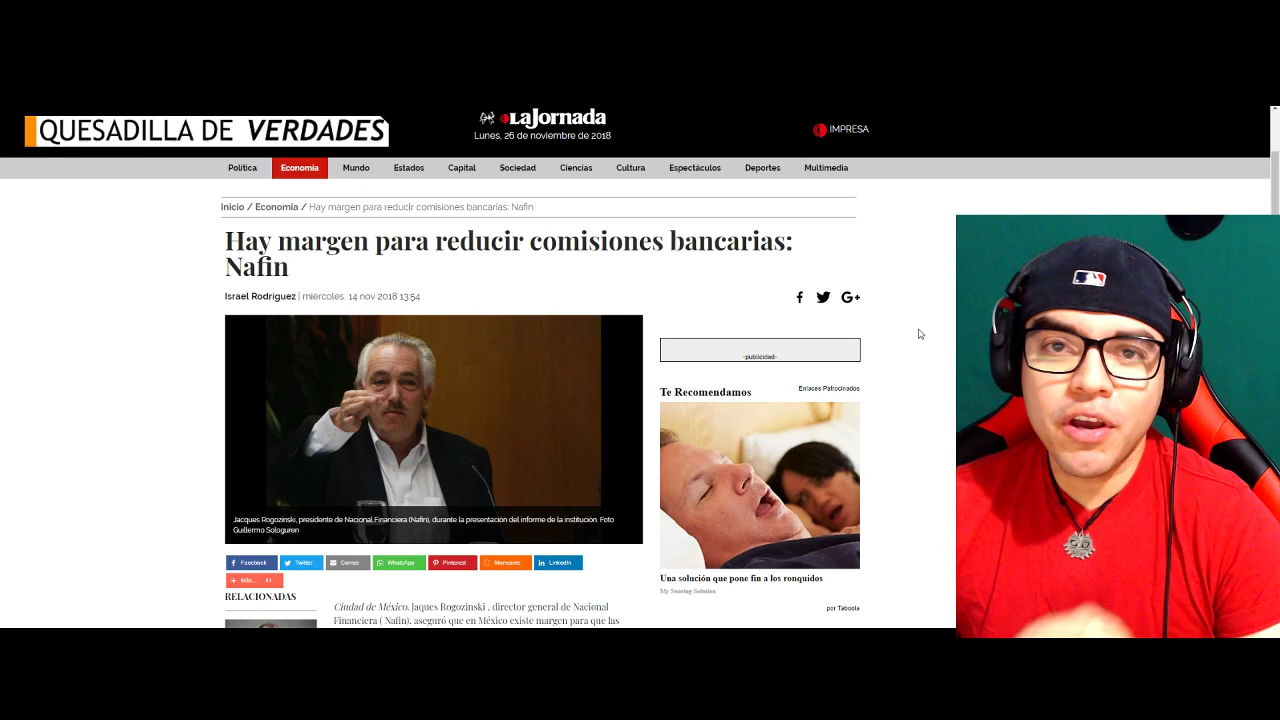 QUESADILLA DE VERDADES
La Jornada
Lunes, 26 de noviembre de 2018
IMPRESA
Política Economía Mundo Estados Capital Sociedad Ciencias Cultura Espectáculos Deportes Multimedia
Inicio / Economía / Hay margen para reducir comisiones bancarias: Nafin
Hay margen para reducir comisiones bancarias:
Nafin
Israel Rodríguez | miércoles, 14 nov 2018 13:54
G+
-publicidad-
Te Recomendamos
Enlaces Patrocinados
Jacques Rogozinski, presidente de Nacional Financiera (Nafin), durante la presentación del informe de la institución. Foto
Guillermo Sologuren
Facebook Twitter Correo WhatsApp Pinterest Meneame LinkedIn
Más... 41
Una solución que pone fin a los ronquidos
My Snoring Solution
por Taboola
RELACIONADAS
Ciudad de México. Jaques Rogozinski , director general de Nacional
Financiera ( Nafin), aseguró que en México existe margen para que las